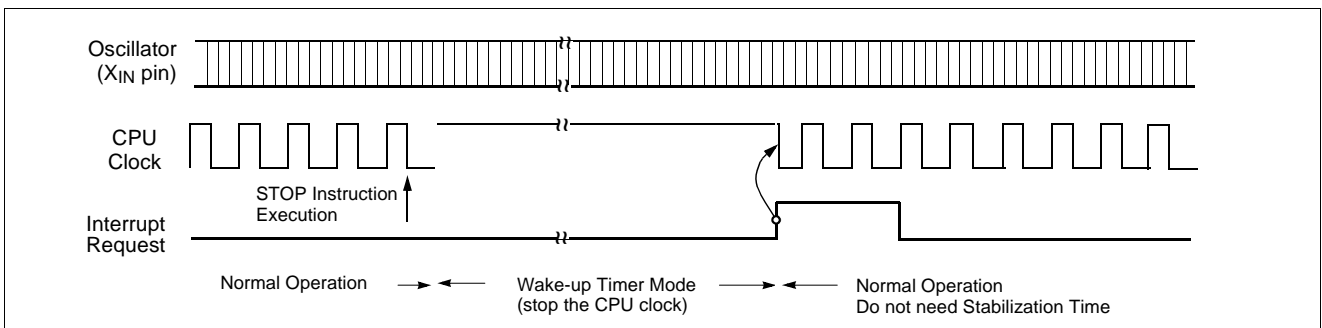 Oscillator
(XIN pin)
CPU
Clock
STOP Instruction
Execution
Interrupt
Request
Normal Operation
Wake-up Timer Mode
(stop the CPU clock)
Normal Operation
Do not need Stabilization Time